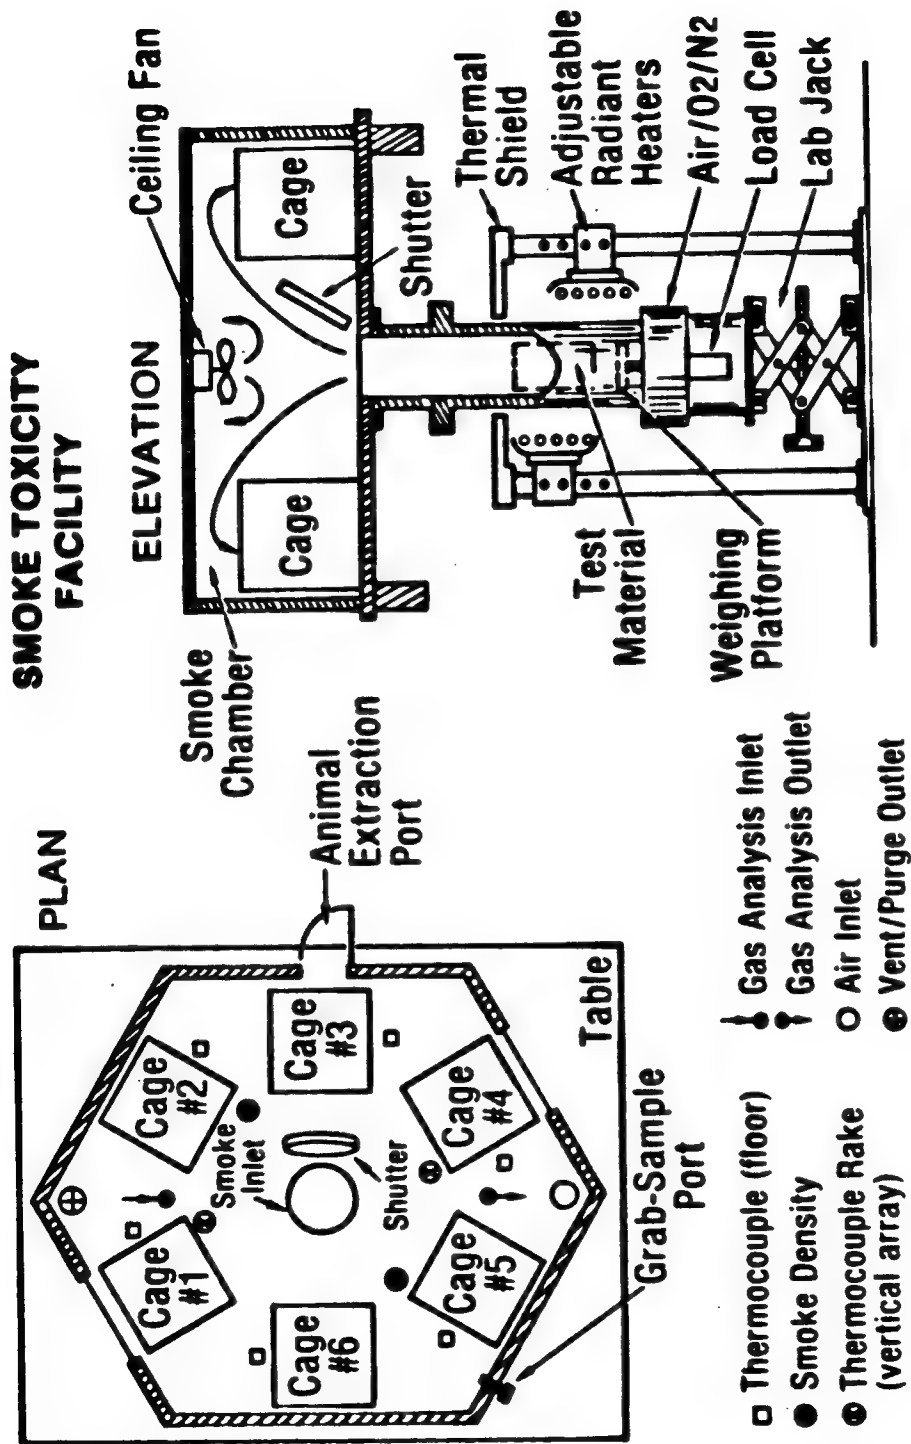 SMOKE TOXICITY
FACILITY
PLAN
Cage
#1
Cage
#2
Cage
#3
Cage
#4
Cage
#5
Cage
#6
Smoke
Inlet
Shutter
Table
Animal
Extraction
Port
Grab-Sample
Port
Thermocouple (floor)
Smoke Density
Thermocouple Rake
(vertical array)
Gas Analysis Inlet
Gas Analysis Outlet
Air Inlet
Vent/Purge Outlet
ELEVATION
Smoke
Chamber
Ceiling Fan
Cage
Cage
Shutter
Thermal
Shield
Adjustable
Radiant
Heaters
Air/O2/N2
Load Cell
Lab Jack
Test
Material
Weighing
Platform